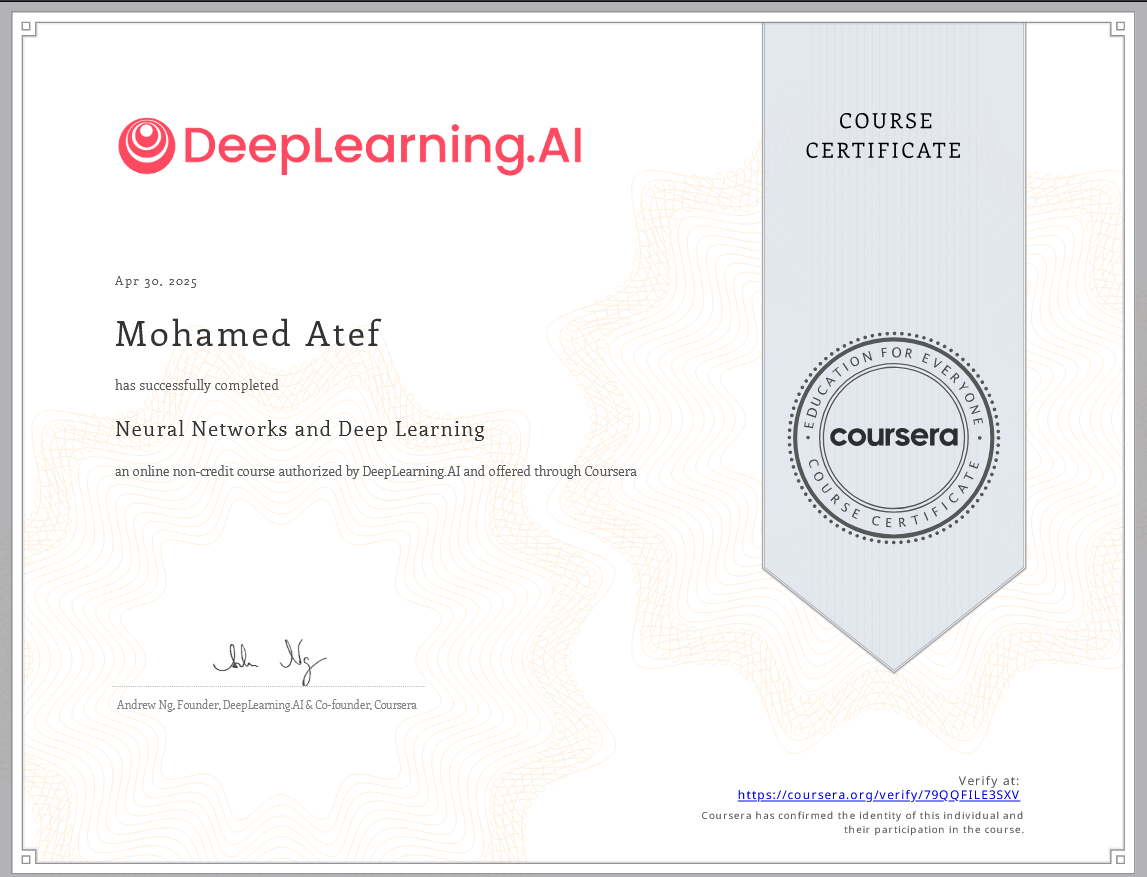 DeepLearning.AI
COURSE
CERTIFICATE
Apr 30, 2025
Mohamed Atef
has successfully completed
Neural Networks and Deep Learning
an online non-credit course authorized by DeepLearning.AI and offered through Coursera
EDUCATION FOR EVERYONE
coursera
COURSE CERTIFICATE
Andrew Ng, Founder, DeepLearning.AI & Co-founder, Coursera
Verify at:
https://coursera.org/verify/79QQFILE3SXV
Coursera has confirmed the identity of this individual and
their participation in the course.